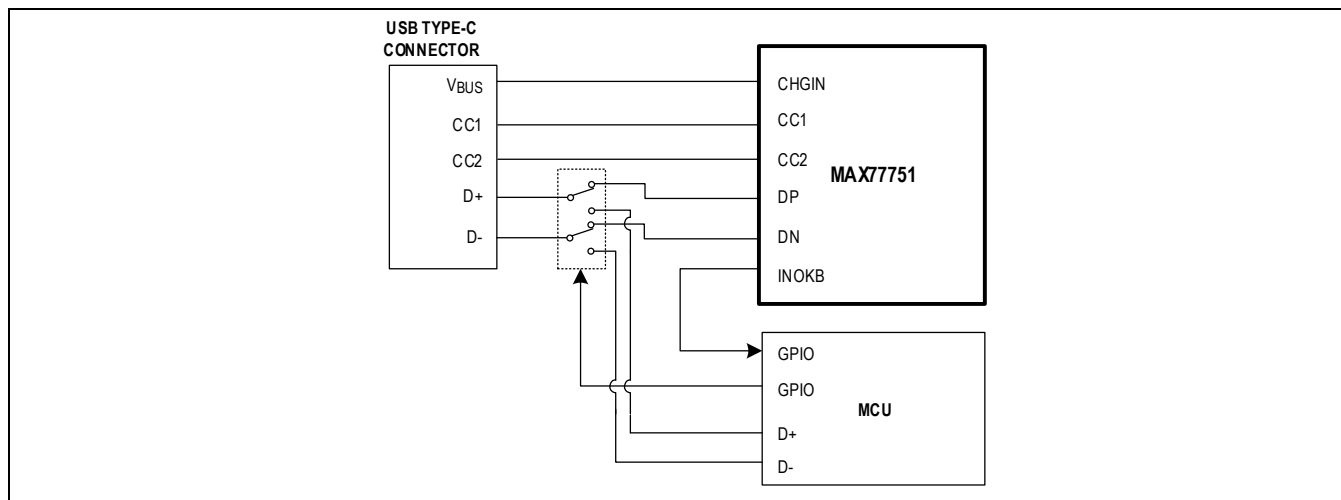 USB TYPE-C
CONNECTOR
VBUS
CC1
CC2
D+
D-
CHGIN
CC1
CC2
DP
DN
INOKB
MAX77751
GPIO
GPIO
D+
D-
MCU